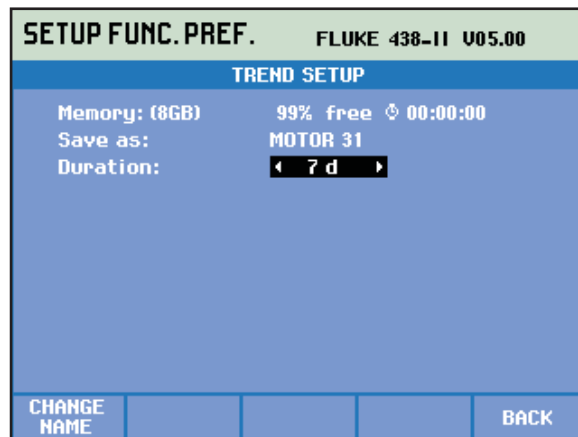 SETUP FUNC. PREF. FLUKE 438-II V05.00
TREND SETUP
Memory: (8GB) 99% free 00:00:00
Save as: MOTOR 31
Duration: 7 d
CHANGE NAME BACK